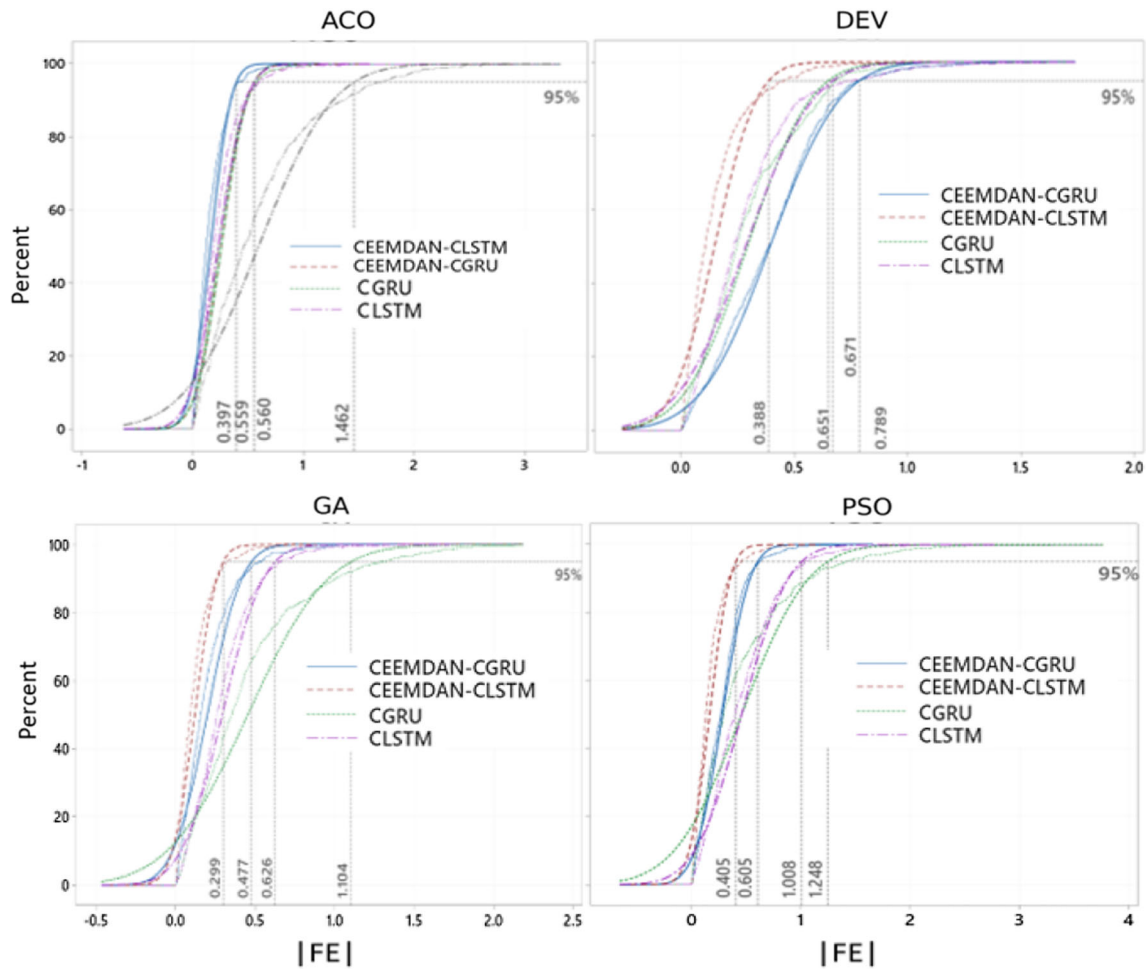 ACO
100
80
60
40
20
0
Percent
95%
CEEMDAN-CLSTM
CEEMDAN-CGRU
CGRU
CLSTM
0.397
0.559
0.560
1.462
-1
0
1
2
3
DEV
95%
CEEMDAN-CGRU
CEEMDAN-CLSTM
CGRU
CLSTM
0.388
0.651
0.671
0.789
0.0
0.5
1.0
1.5
2.0
GA
100
80
60
40
20
0
Percent
95%
CEEMDAN-CGRU
CEEMDAN-CLSTM
CGRU
CLSTM
0.299
0.477
0.626
1.104
-0.5
0.0
0.5
1.0
1.5
2.0
2.5
|FE|
PSO
95%
CEEMDAN-CGRU
CEEMDAN-CLSTM
CGRU
CLSTM
0.405
0.605
1.008
1.248
0
1
2
3
4
|FE|